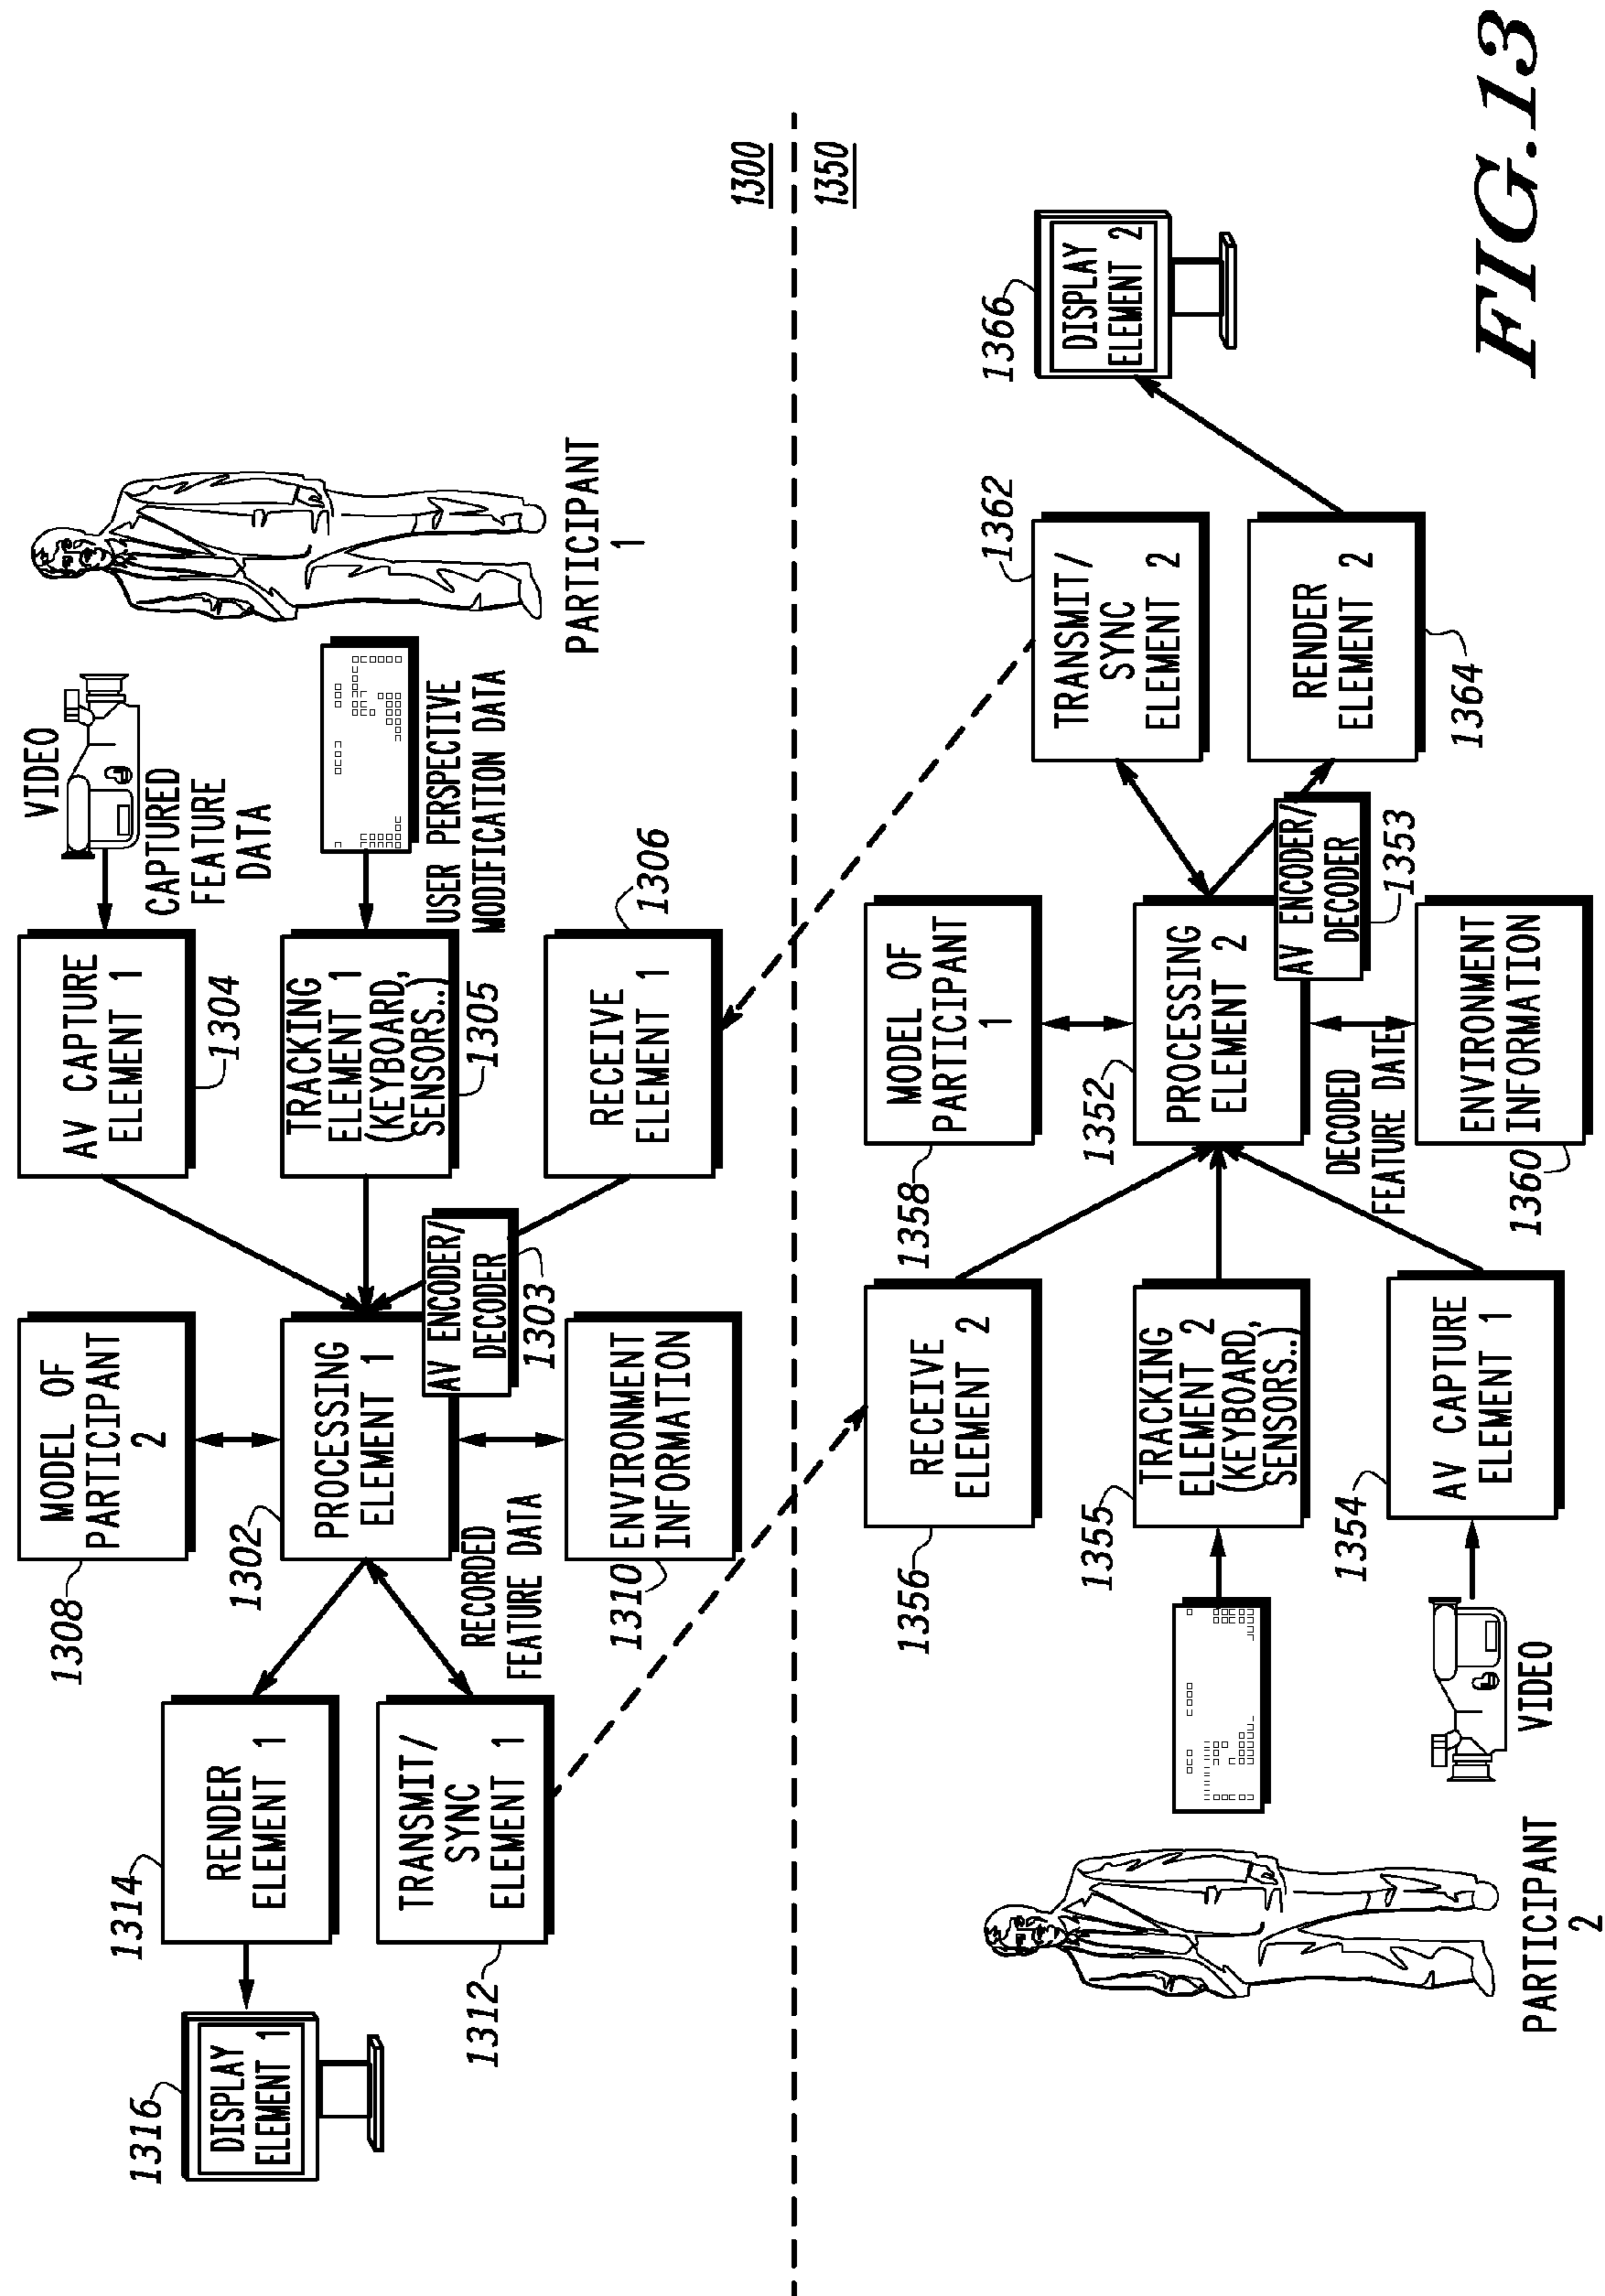 1316
DISPLAY
ELEMENT 1
1314
RENDER
ELEMENT 1
1312
TRANSMIT/
SYNC
ELEMENT 1
1308
MODEL OF
PARTICIPANT
2
1302
PROCESSING
ELEMENT 1
AV ENCODER/
DECODER
1303
RECORDED
FEATURE DATA
1310
ENVIRONMENT
INFORMATION
AV CAPTURE
ELEMENT 1
1304
TRACKING
ELEMENT 1
(KEYBOARD,
SENSORS..)
1305
RECEIVE
ELEMENT 1
1306
VIDEO
CAPTURED
FEATURE
DATA
USER PERSPECTIVE
MODIFICATION DATA
PARTICIPANT
1
1300
1350
PARTICIPANT
2
VIDEO
1356
RECEIVE
ELEMENT 2
1355
TRACKING
ELEMENT 2
(KEYBOARD,
SENSORS..)
1354
AV CAPTURE
ELEMENT 1
1358
MODEL OF
PARTICIPANT
1
1352
PROCESSING
ELEMENT 2
AV ENCODER/
DECODER
1353
DECODED
FEATURE DATE
1360
ENVIRONMENT
INFORMATION
1362
TRANSMIT/
SYNC
ELEMENT 2
RENDER
ELEMENT 2
1364
1366
DISPLAY
ELEMENT 2
FIG.13